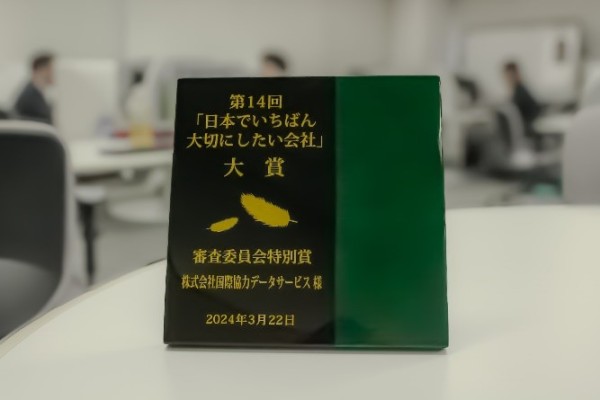 第14回
「日本でいちばん
大切にしたい会社」
大賞
審査委員会特別賞
株式会社国際協力データサービス 様
2024年3月22日